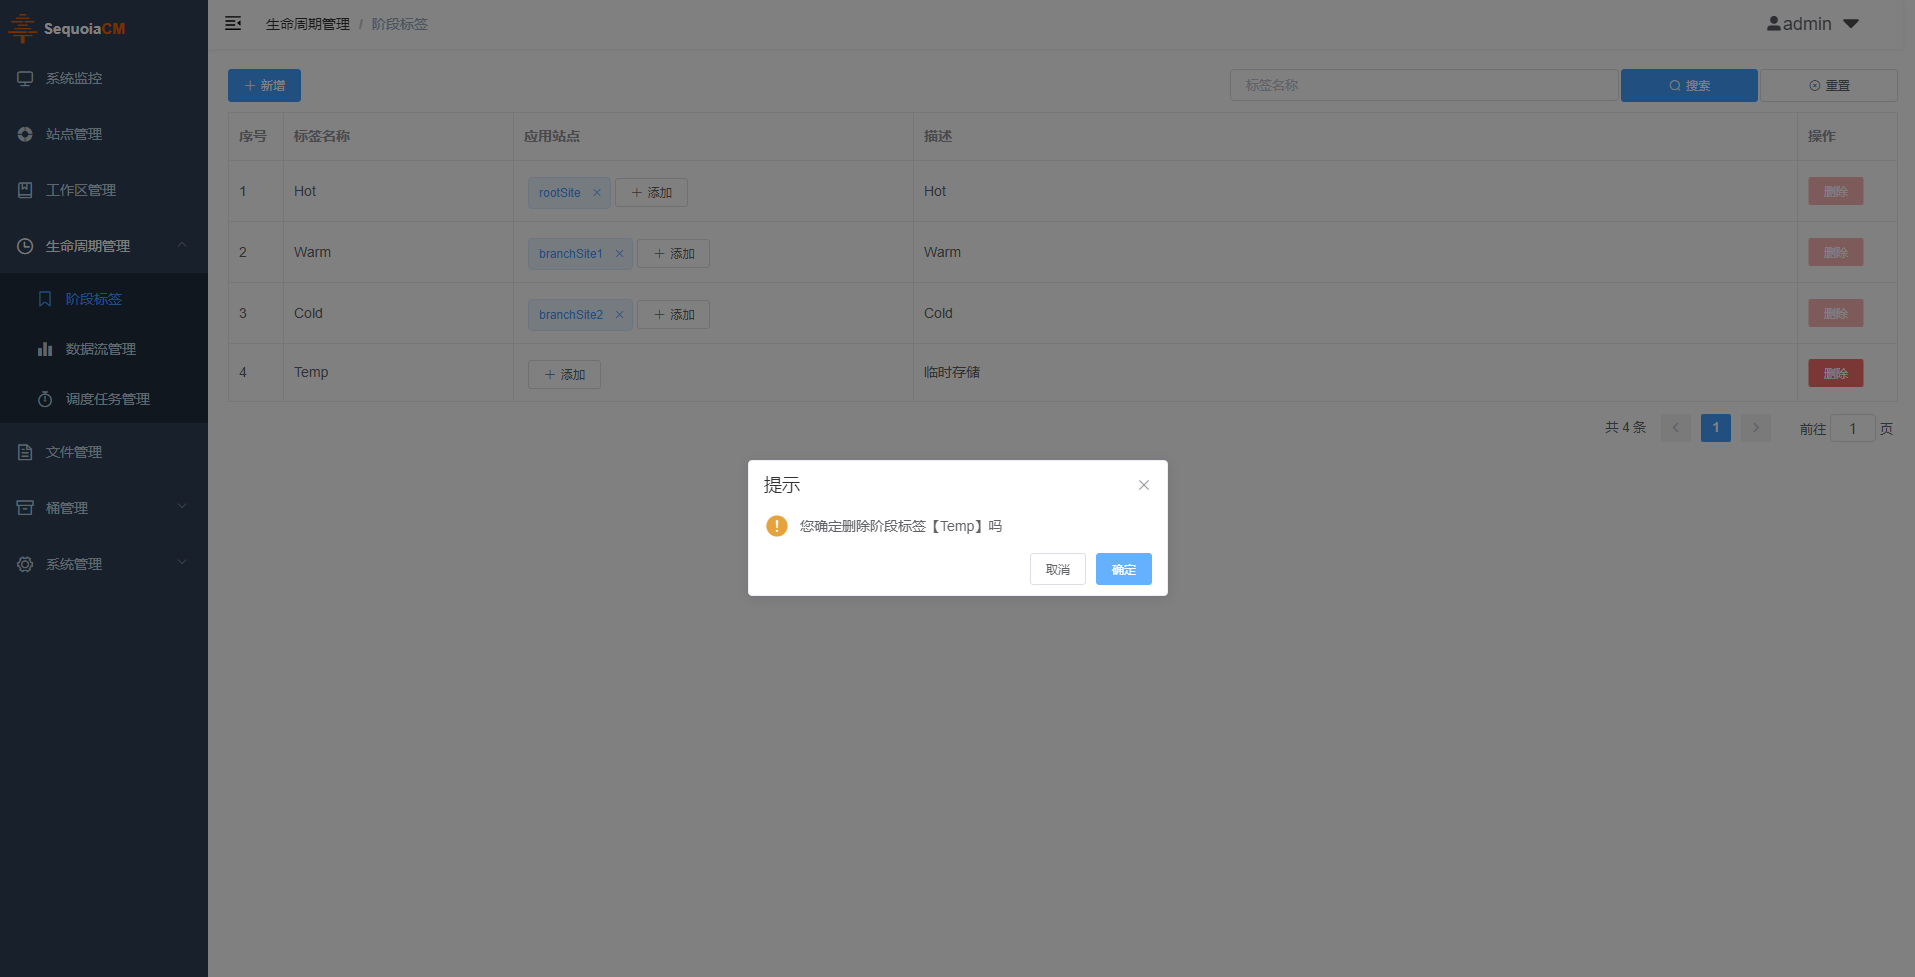 SequoiaCM
系统监控
站点管理
工作区管理
生命周期管理
阶段标签
数据流管理
调度任务管理
文件管理
桶管理
系统管理
生命周期管理 / 阶段标签
admin
新增
标签名称
搜索
重置
序号 标签名称 应用站点 描述 操作
1 Hot rootSite 添加 Hot 删除
2 Warm branchSite1 添加 Warm 删除
3 Cold branchSite2 添加 Cold 删除
4 Temp 添加 临时存储 删除
共 4 条 1 前往 1 页
提示
您确定删除阶段标签【Temp】吗
取消 确定